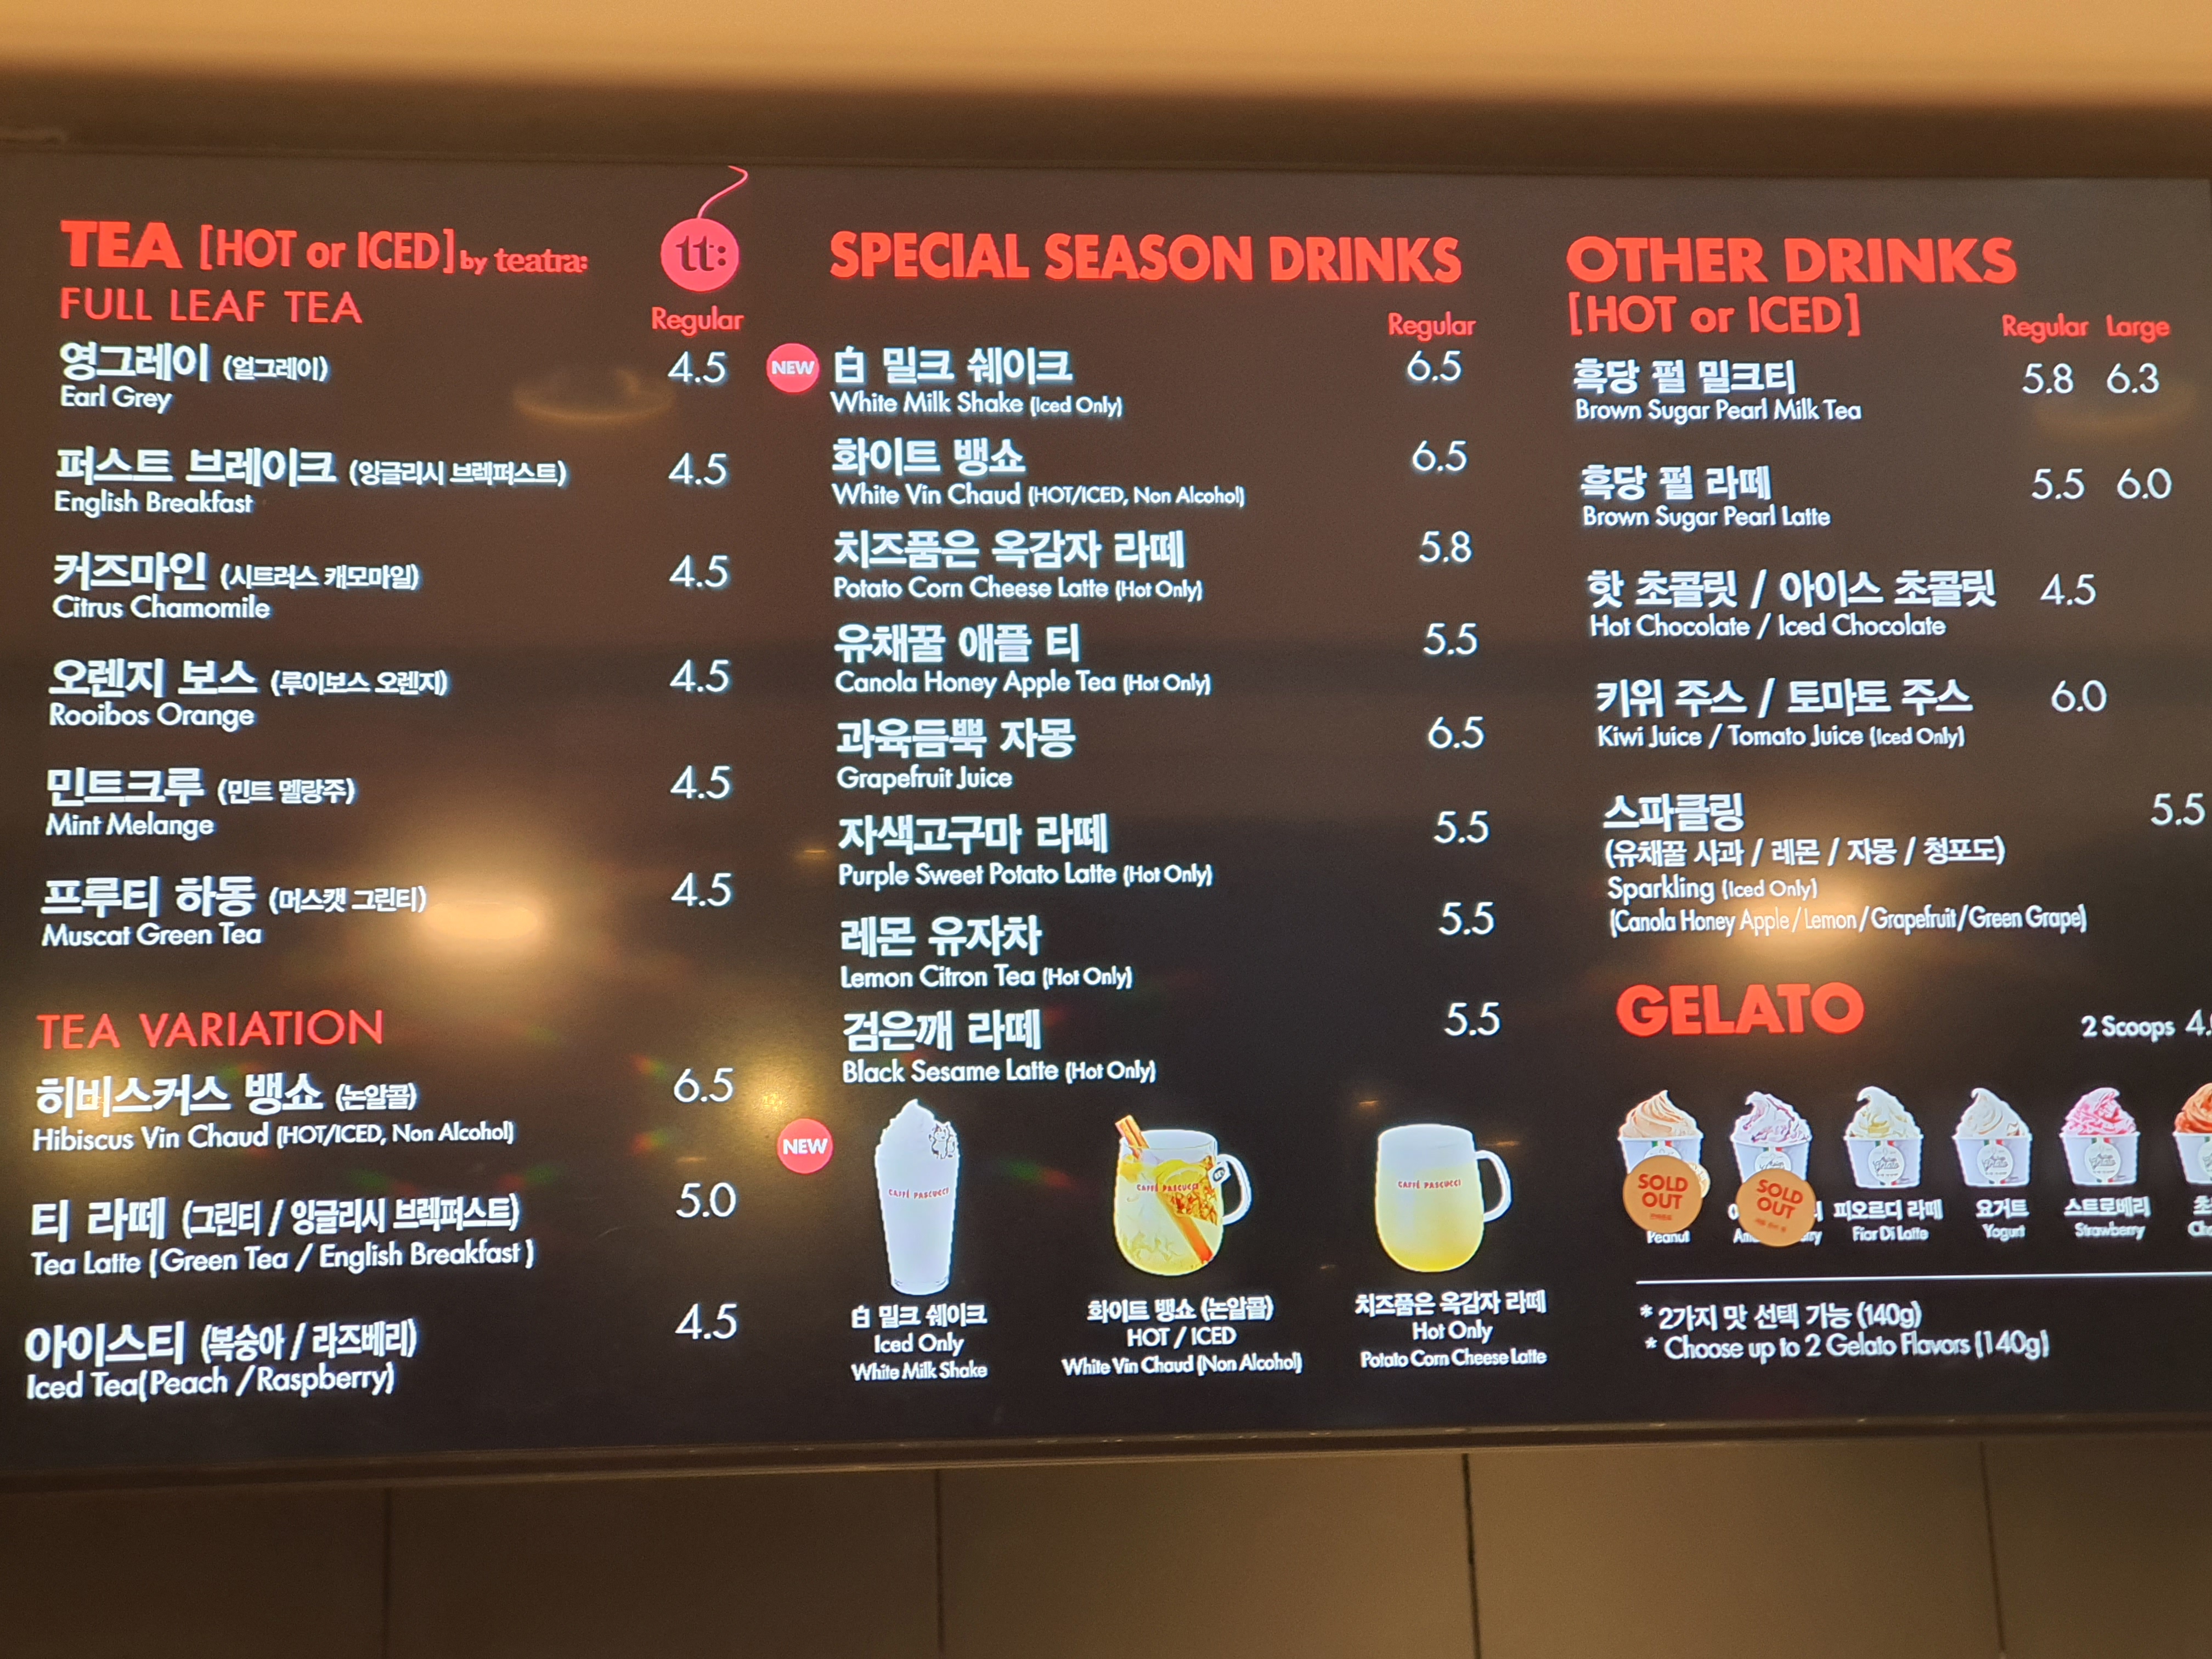 TEA [HOT or ICED] by teatra:
tt:
FULL LEAF TEA
Regular
영그레이 (얼그레이) 4.5
Earl Grey
퍼스트 브레이크 (잉글리시 브렉퍼스트) 4.5
English Breakfast
커즈마인 (시트러스 캐모마일) 4.5
Citrus Chamomile
오렌지 보스 (루이보스 오렌지) 4.5
Rooibos Orange
민트크루 (민트 멜랑주) 4.5
Mint Melange
프루티 하동 (머스캣 그린티) 4.5
Muscat Green Tea
TEA VARIATION
히비스커스 뱅쇼 (논알콜) 6.5
Hibiscus Vin Chaud (HOT/ICED, Non Alcohol)
티 라떼 (그린티 / 잉글리시 브렉퍼스트) 5.0
Tea Latte (Green Tea / English Breakfast)
아이스티 (복숭아 / 라즈베리) 4.5
Iced Tea(Peach / Raspberry)
SPECIAL SEASON DRINKS
Regular
NEW 白 밀크 쉐이크 6.5
White Milk Shake (Iced Only)
화이트 뱅쇼 6.5
White Vin Chaud (HOT/ICED, Non Alcohol)
치즈품은 옥감자 라떼 5.8
Potato Corn Cheese Latte (Hot Only)
유채꿀 애플 티 5.5
Canola Honey Apple Tea (Hot Only)
과육듬뿍 자몽 6.5
Grapefruit Juice
자색고구마 라떼 5.5
Purple Sweet Potato Latte (Hot Only)
레몬 유자차 5.5
Lemon Citron Tea (Hot Only)
검은깨 라떼 5.5
Black Sesame Latte (Hot Only)
NEW
CAFFÈ PASCUCCI
CAFFÈ PASCUCCI
CAFFÈ PASCUCCI
白 밀크 쉐이크
Iced Only
White Milk Shake
화이트 뱅쇼 (논알콜)
HOT / ICED
White Vin Chaud (Non Alcohol)
치즈품은 옥감자 라떼
Hot Only
Potato Corn Cheese Latte
OTHER DRINKS
[HOT or ICED]
Regular Large
흑당 펄 밀크티 5.8 6.3
Brown Sugar Pearl Milk Tea
흑당 펄 라떼 5.5 6.0
Brown Sugar Pearl Latte
핫 초콜릿 / 아이스 초콜릿 4.5
Hot Chocolate / Iced Chocolate
키위 주스 / 토마토 주스 6.0
Kiwi Juice / Tomato Juice (Iced Only)
스파클링 5.5
(유채꿀 사과 / 레몬 / 자몽 / 청포도)
Sparkling (Iced Only)
(Canola Honey Apple / Lemon / Grapefruit / Green Grape)
GELATO
2 Scoops 4.
SOLD OUT
Peanut
SOLD OUT
피오르디 라떼
Fior Di Latte
요거트
Yogurt
스트로베리
Strawberry
* 2가지 맛 선택 가능 (140g)
* Choose up to 2 Gelato Flavors (140g)